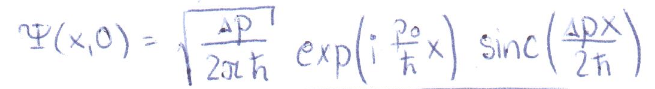 Ψ(x,0) = √(Δp / 2πħ) exp(i p₀/ħ x) sinc(Δpx / 2ħ)